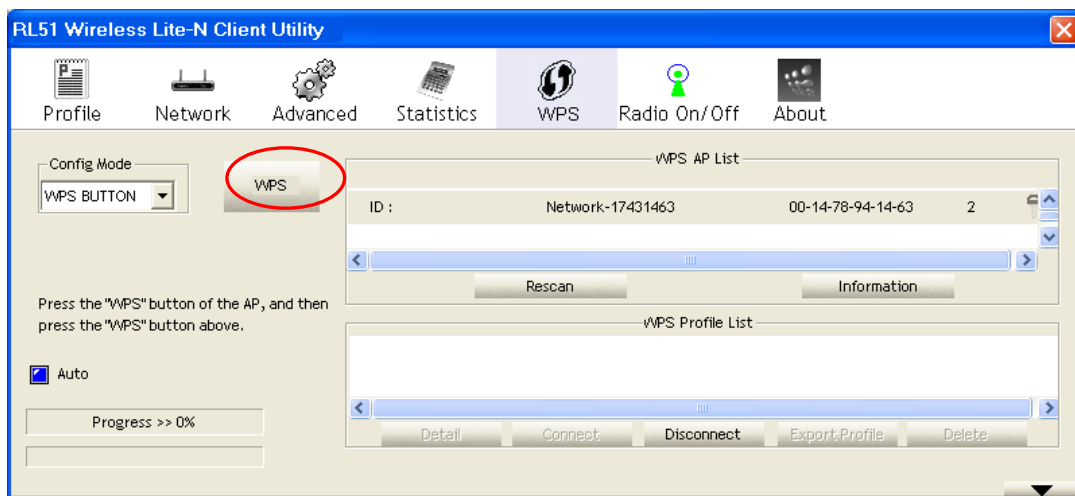 RL51 Wireless Lite-N Client Utility
Profile Network Advanced Statistics WPS Radio On/Off About
Config Mode
WPS BUTTON
WPS
WPS AP List
ID : Network-17431463 00-14-78-94-14-63 2
Rescan Information
Press the "WPS" button of the AP, and then
press the "WPS" button above.
WPS Profile List
Auto
Progress >> 0%
Detail Connect Disconnect Export Profile Delete